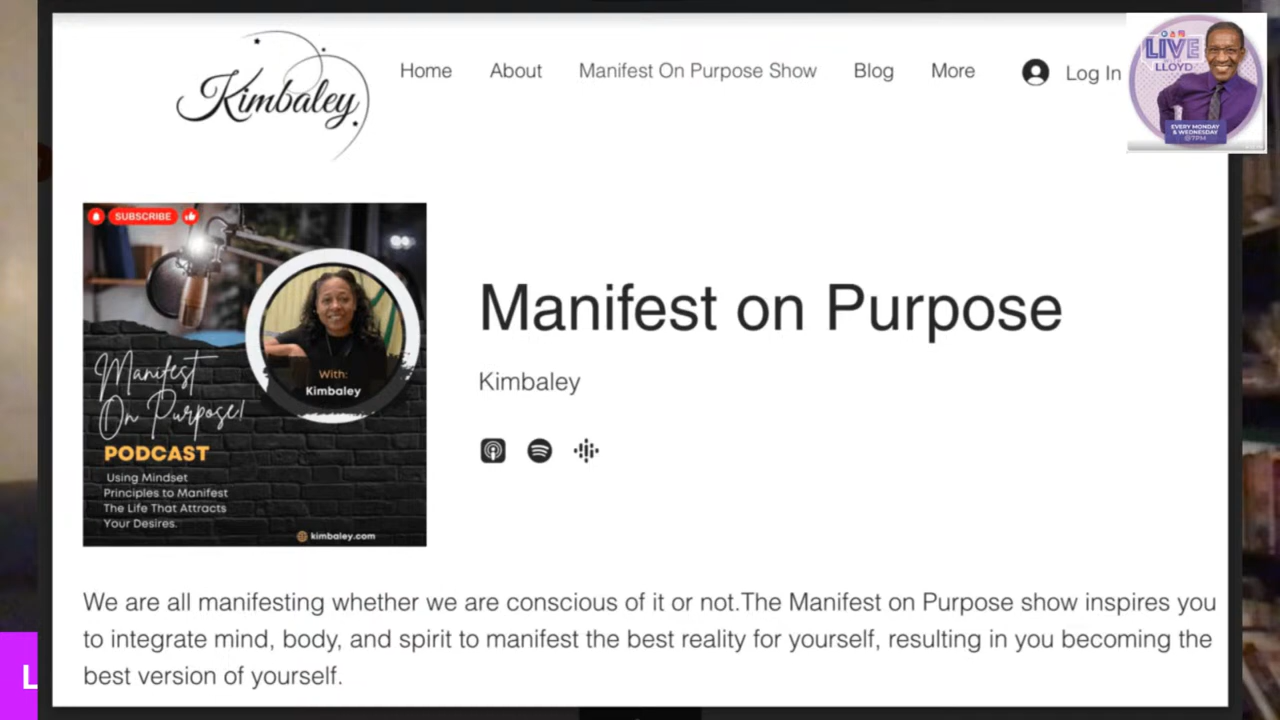 Kimbaley
Home About Manifest On Purpose Show Blog More Log In
LIVE
LLOYD
EVERY MONDAY
& WEDNESDAY
@7PM
SUBSCRIBE
With:
Kimbaley
Manifest
On Purpose!
PODCAST
Using Mindset
Principles to Manifest
The Life That Attracts
Your Desires.
kimbaley.com
Manifest on Purpose
Kimbaley
We are all manifesting whether we are conscious of it or not.The Manifest on Purpose show inspires you
to integrate mind, body, and spirit to manifest the best reality for yourself, resulting in you becoming the
best version of yourself.
L